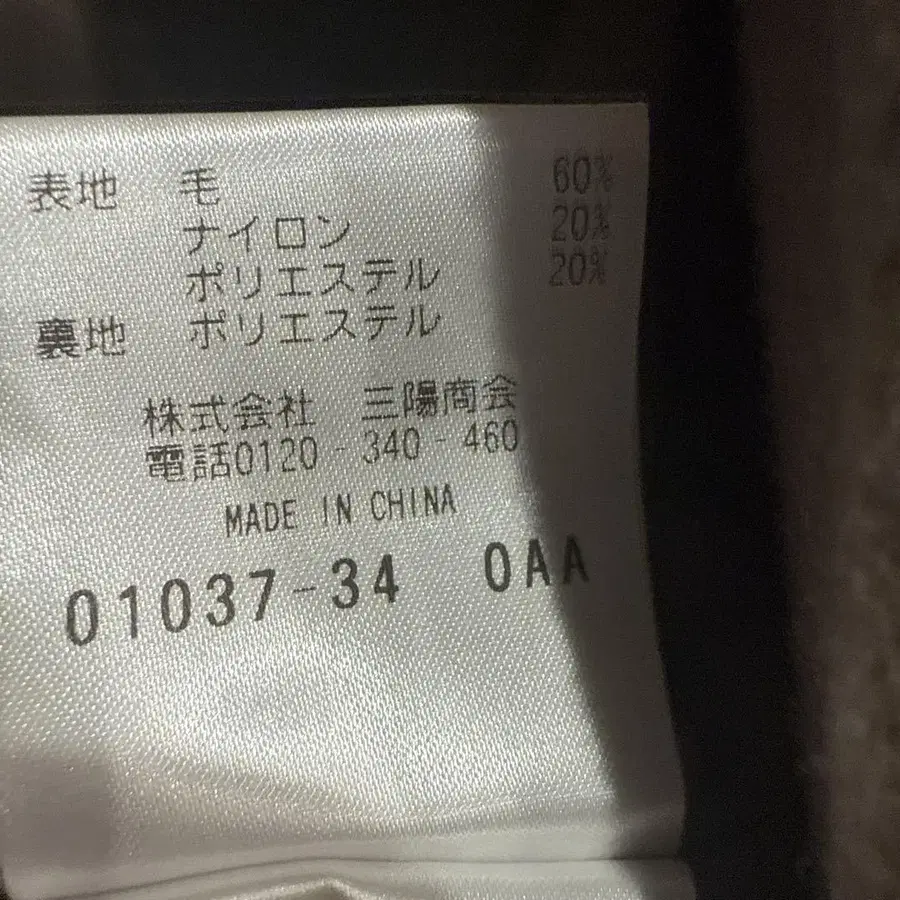 表地 毛 60%
ナイロン 20%
ポリエステル 20%
裏地 ポリエステル
株式会社 三陽商会
電話0120-340-460
MADE IN CHINA
01037-34 0AA